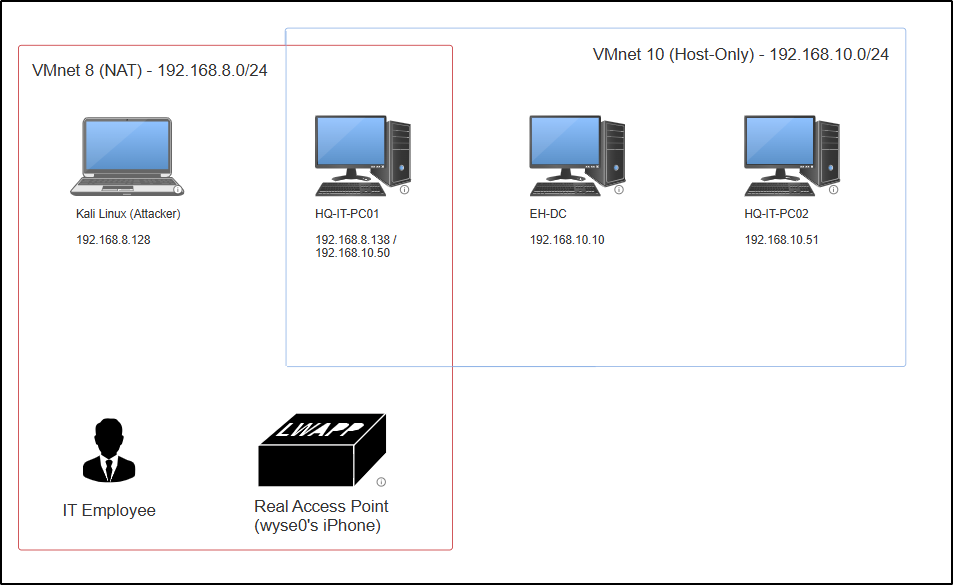 VMnet 10 (Host-Only) - 192.168.10.0/24
VMnet 8 (NAT) - 192.168.8.0/24
Kali Linux (Attacker)
192.168.8.128
HQ-IT-PC01
192.168.8.138 /
192.168.10.50
EH-DC
192.168.10.10
HQ-IT-PC02
192.168.10.51
LWAPP
IT Employee
Real Access Point
(wyse0's iPhone)